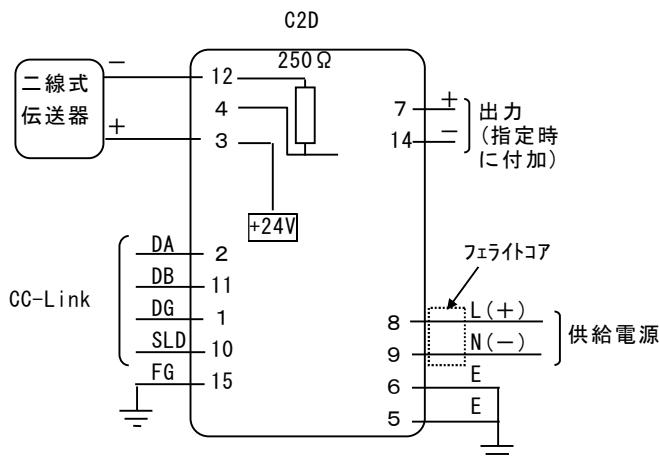 C2D
250Ω
二線式
伝送器
－
＋
12
4
3
+24V
7
＋
14
－
出力
(指定時
に付加)
CC-Link
DA
2
DB
11
DG
1
SLD
10
FG
15
フェライトコア
8
L(+)
9
N(－)
供給電源
6
E
5
E